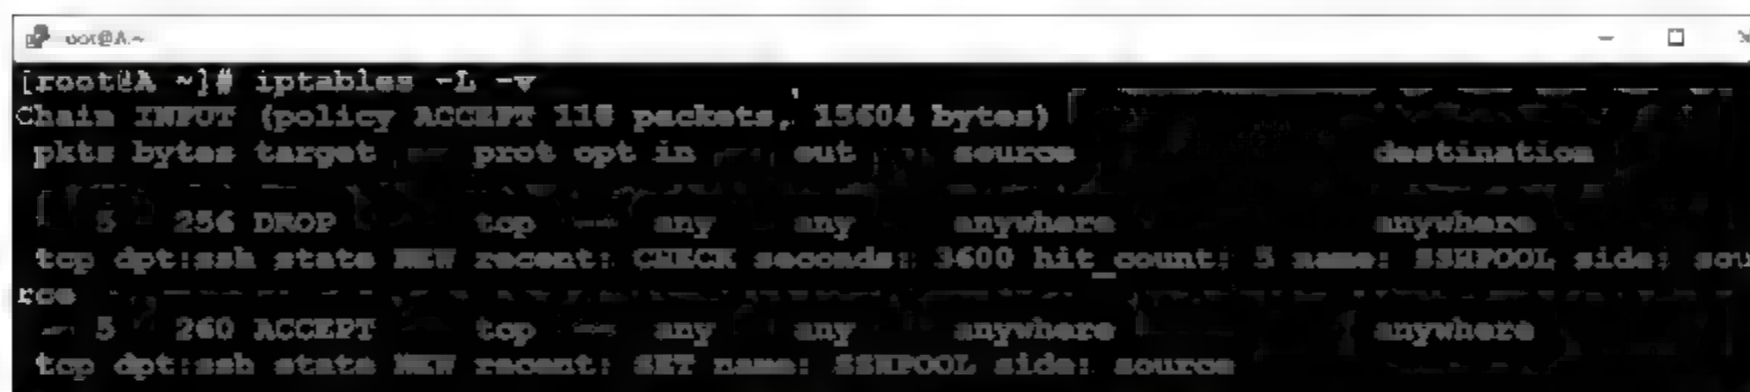 root@A:~
[root@A ~]# iptables -L -v
Chain INPUT (policy ACCEPT 118 packets, 15604 bytes)
pkts bytes target prot opt in out source destination
5 256 DROP tcp -- any any anywhere anywhere
tcp dpt:ssh state NEW recent: CHECK seconds: 3600 hit_count: 5 name: SSHPOOL side: sou
rce
5 260 ACCEPT tcp -- any any anywhere anywhere
tcp dpt:ssh state NEW recent: SET name: SSHPOOL side: source